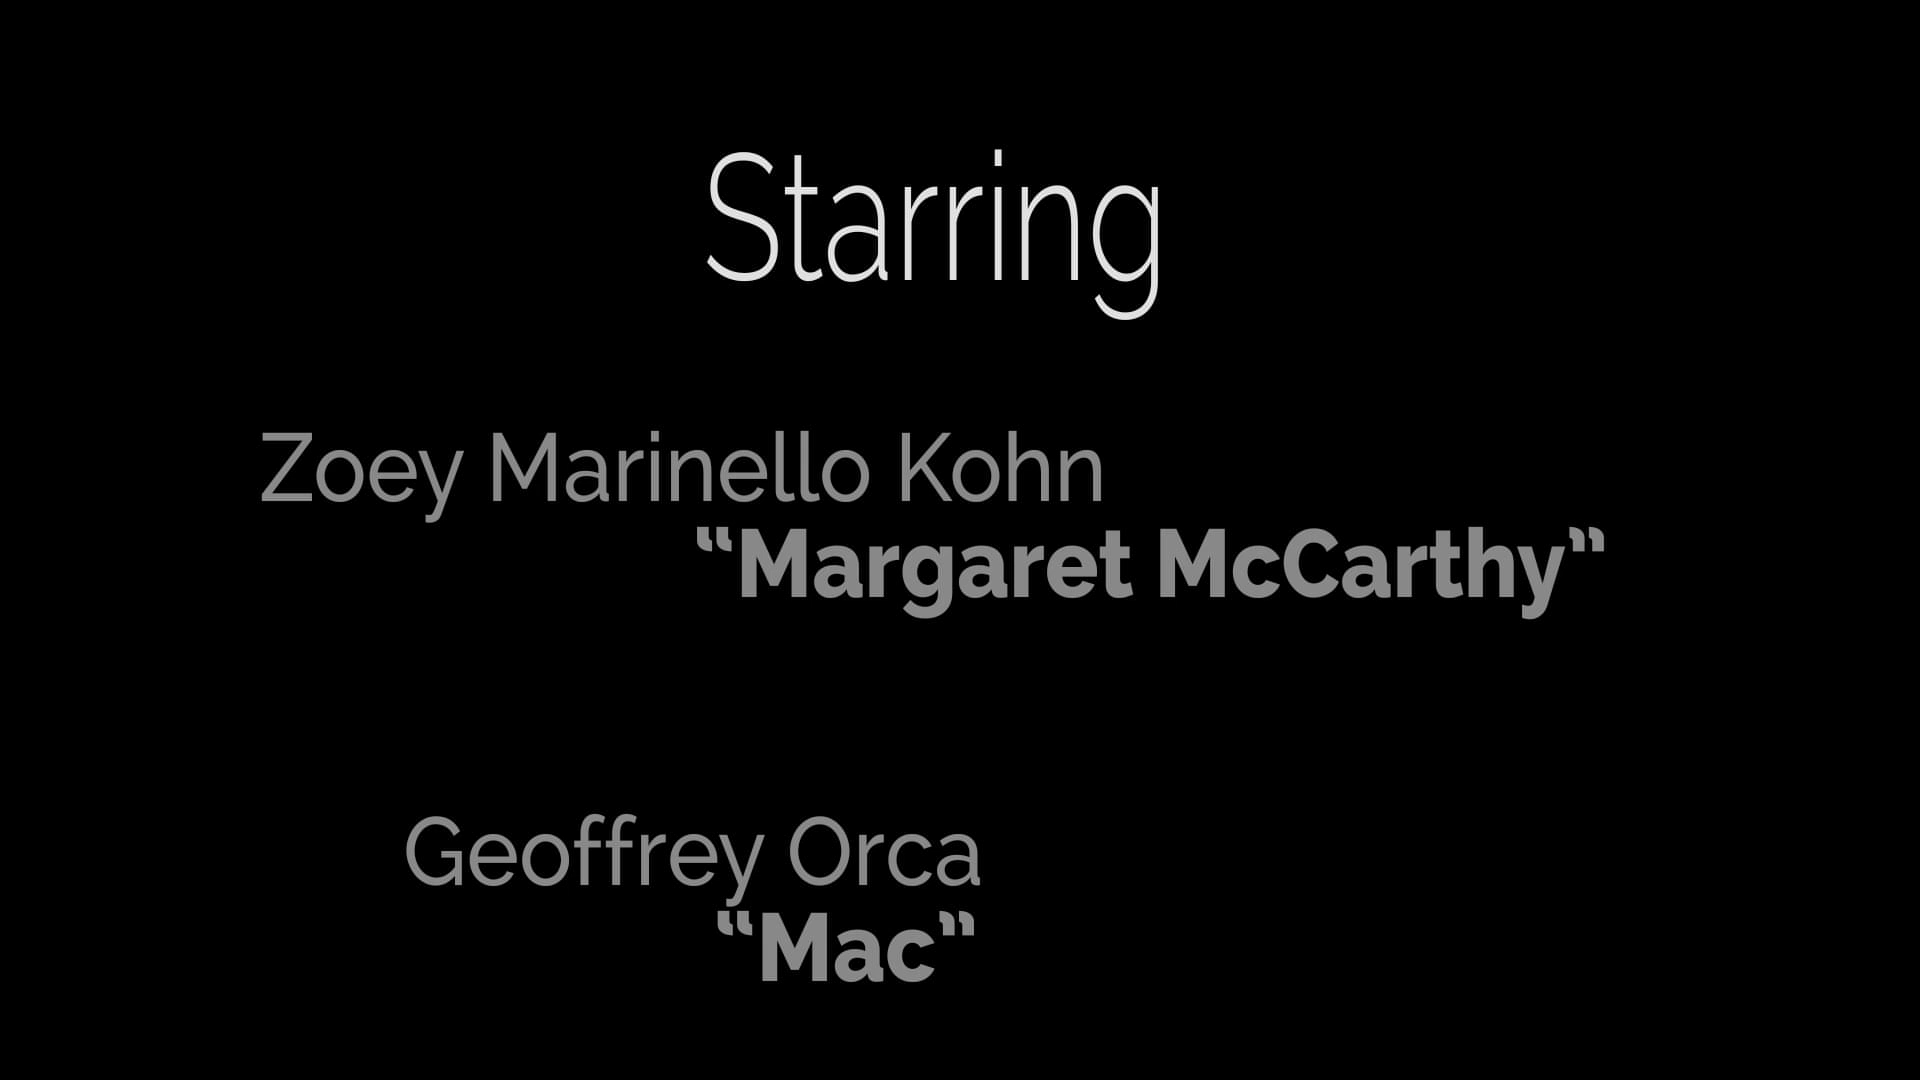 Starring
Zoey Marinello Kohn
“Margaret McCarthy”
Geoffrey Orca
“Mac”